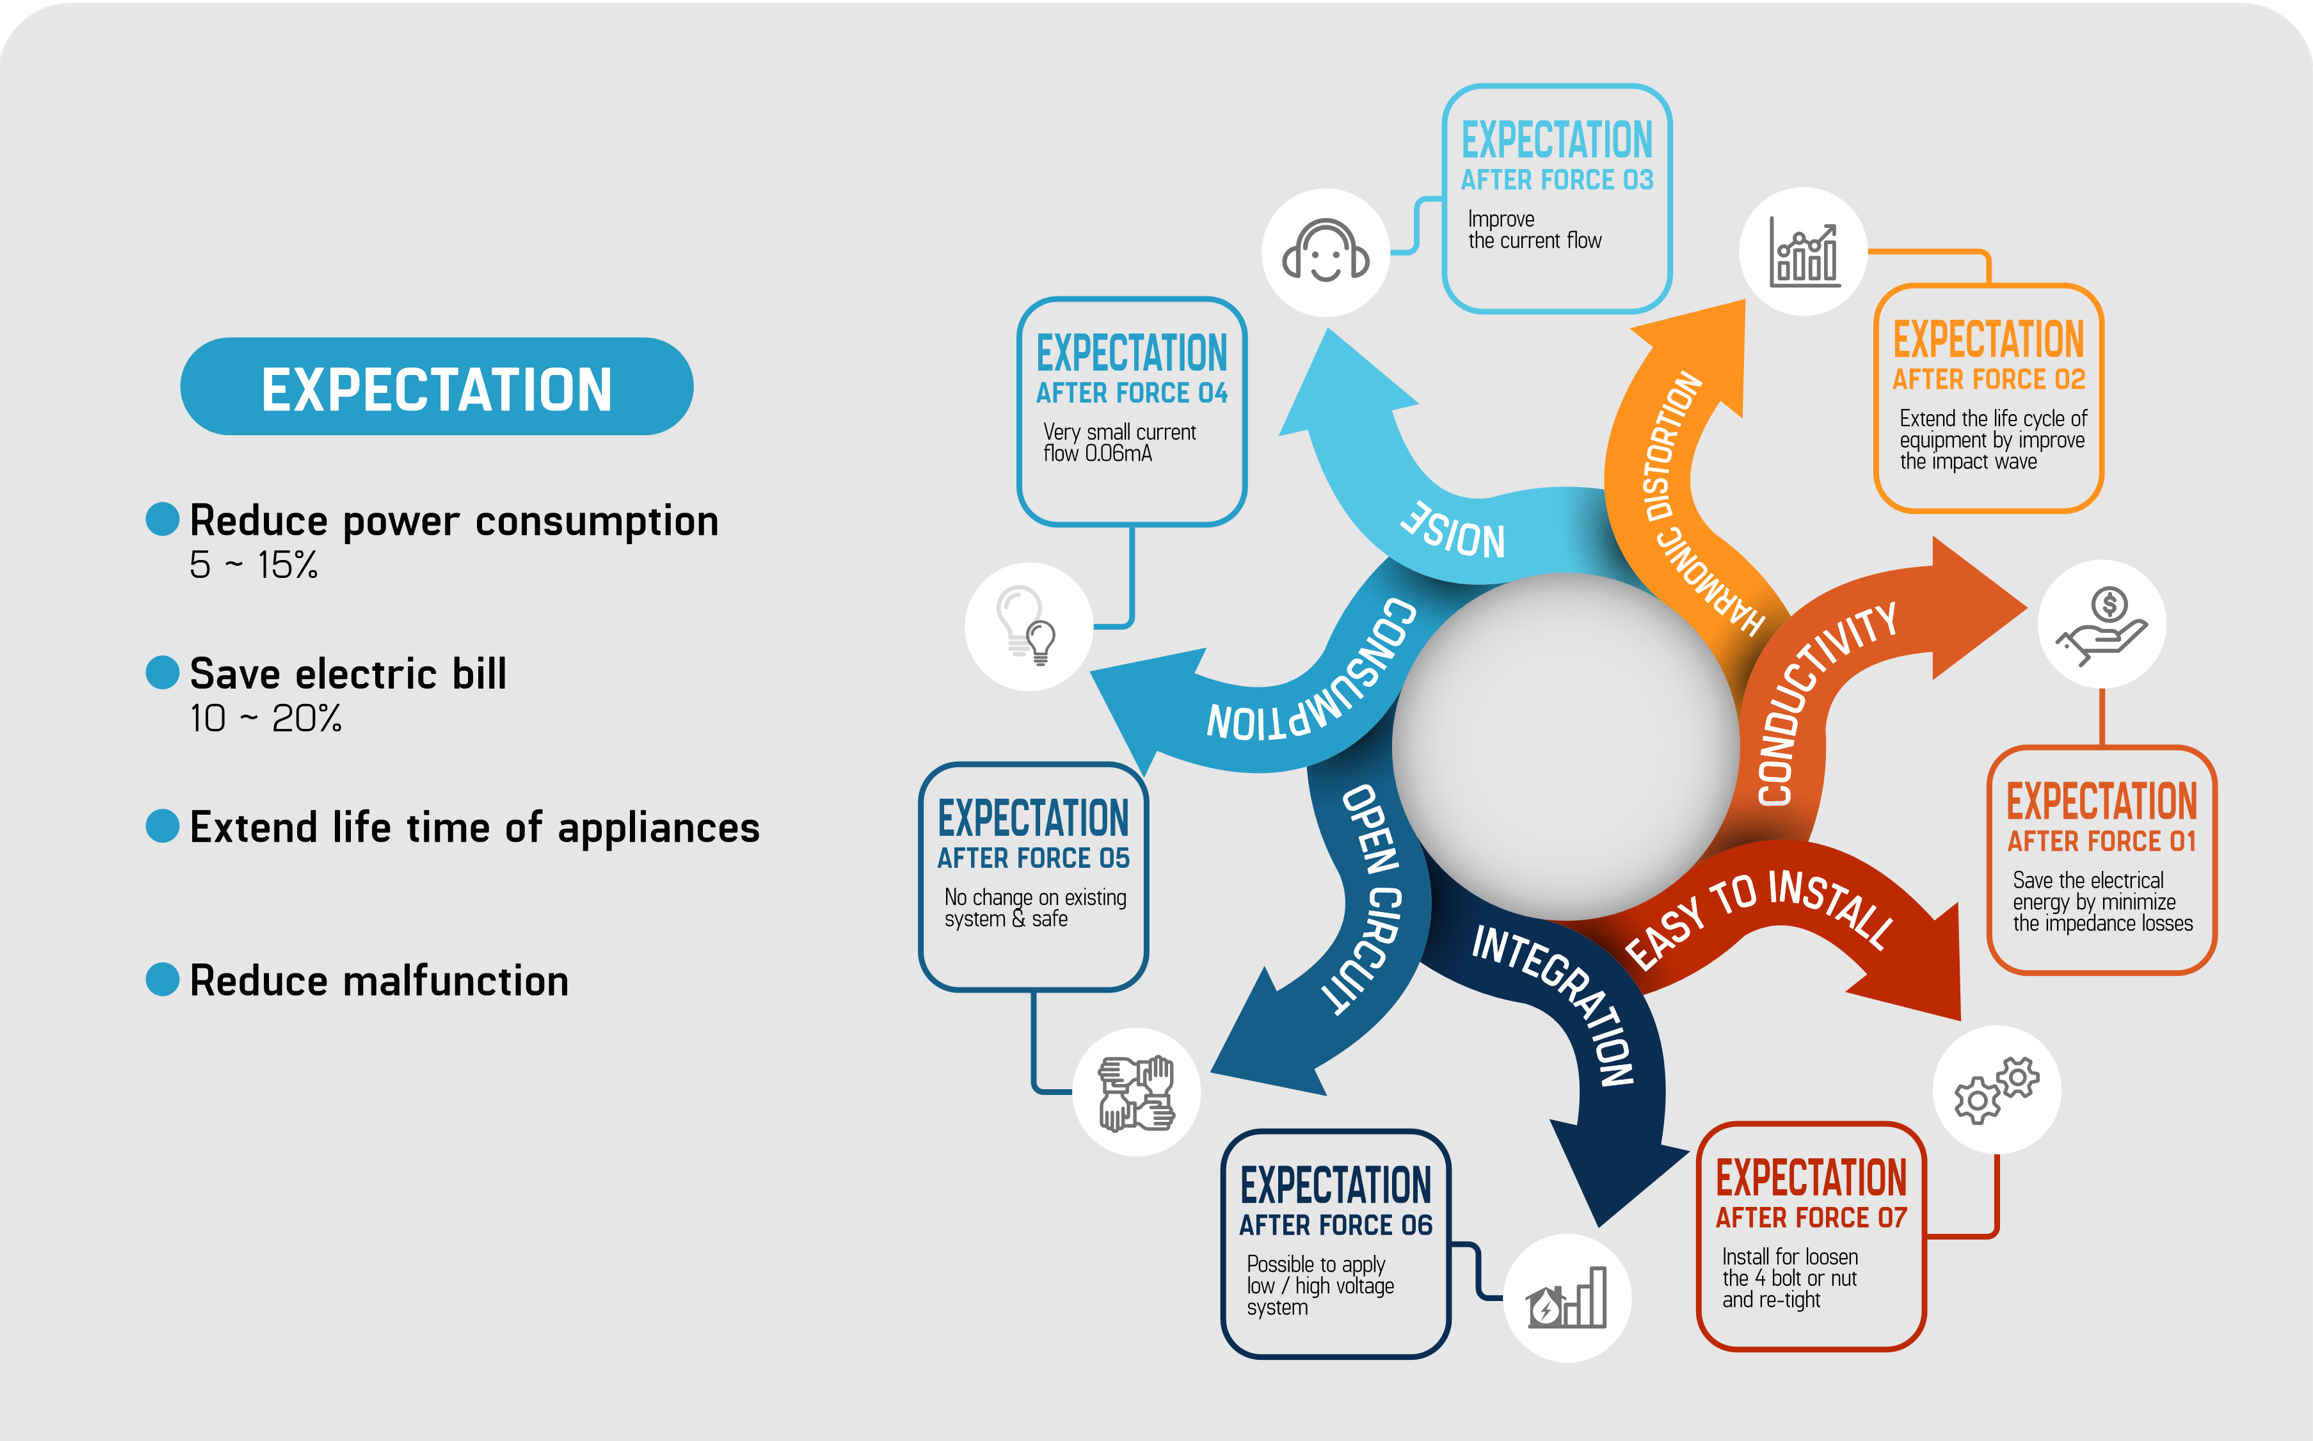 EXPECTATION
Reduce power consumption
5 ~ 15%
Save electric bill
10 ~ 20%
Extend life time of appliances
Reduce malfunction
EXPECTATION
AFTER FORCE 03
Improve
the current flow
EXPECTATION
AFTER FORCE 02
Extend the life cycle of
equipment by improve
the impact wave
EXPECTATION
AFTER FORCE 04
Very small current
flow 0.06mA
EXPECTATION
AFTER FORCE 01
Save the electrical
energy by minimize
the impedance losses
EXPECTATION
AFTER FORCE 05
No change on existing
system & safe
EXPECTATION
AFTER FORCE 06
Possible to apply
low / high voltage
system
EXPECTATION
AFTER FORCE 07
Install for loosen
the 4 bolt or nut
and re-tight
NOISE
HARMONIC DISTORTION
CONDUCTIVITY
CONSUMPTION
OPEN CIRCUIT
INTEGRATION
EASY TO INSTALL
$